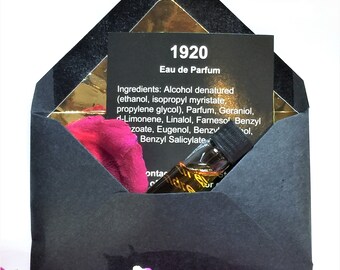 1920
Eau de Parfum
Ingredients: Alcohol denatured
(ethanol, isopropyl myristate,
propylene glycol), Parfum, Geraniol,
d-Limonene, Linalol, Farnesol, Benzyl
Benzoate, Eugenol, Benzyl
Benzyl Salicylate